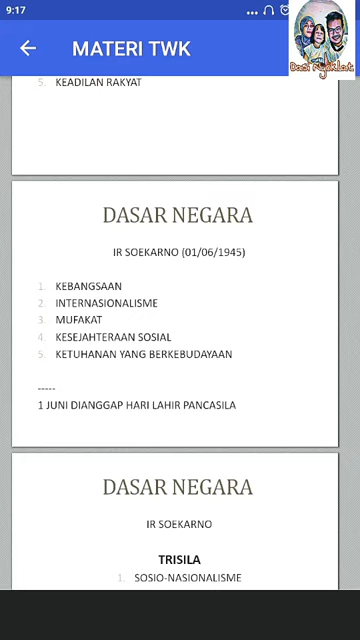 9:17
MATERI TWK
Dasi Nyiklat
5. KEADILAN RAKYAT
DASAR NEGARA
IR SOEKARNO (01/06/1945)
1. KEBANGSAAN
2. INTERNASIONALISME
3. MUFAKAT
4. KESEJAHTERAAN SOSIAL
5. KETUHANAN YANG BERKEBUDAYAAN
-----
1 JUNI DIANGGAP HARI LAHIR PANCASILA
DASAR NEGARA
IR SOEKARNO
TRISILA
1. SOSIO-NASIONALISME